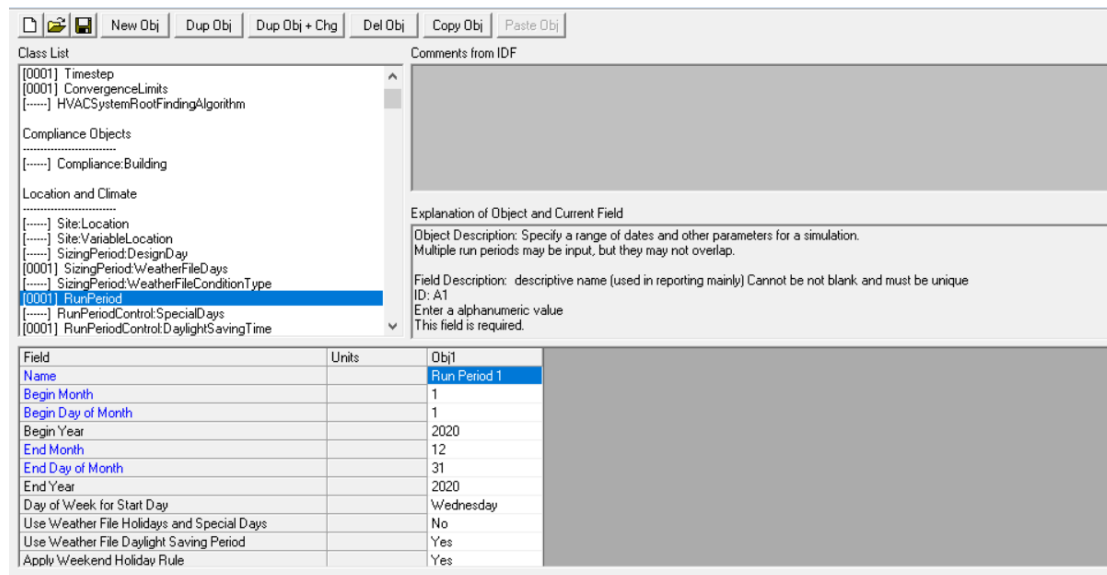 New Obj Dup Obj Dup Obj + Chg Del Obj Copy Obj Paste Obj
Class List
[0001] Timestep
[0001] ConvergenceLimits
[------] HVACSystemRootFindingAlgorithm
Compliance Objects
--------------------------
[------] Compliance:Building
Location and Climate
--------------------------
[------] Site:Location
[------] Site:VariableLocation
[------] SizingPeriod:DesignDay
[0001] SizingPeriod:WeatherFileDays
[------] SizingPeriod:WeatherFileConditionType
[0001] RunPeriod
[------] RunPeriodControl:SpecialDays
[0001] RunPeriodControl:DaylightSavingTime
Comments from IDF
Explanation of Object and Current Field
Object Description: Specify a range of dates and other parameters for a simulation.
Multiple run periods may be input, but they may not overlap.
Field Description: descriptive name (used in reporting mainly) Cannot be not blank and must be unique
ID: A1
Enter a alphanumeric value
This field is required.
Field Units Obj1
Name Run Period 1
Begin Month 1
Begin Day of Month 1
Begin Year 2020
End Month 12
End Day of Month 31
End Year 2020
Day of Week for Start Day Wednesday
Use Weather File Holidays and Special Days No
Use Weather File Daylight Saving Period Yes
Apply Weekend Holiday Rule Yes